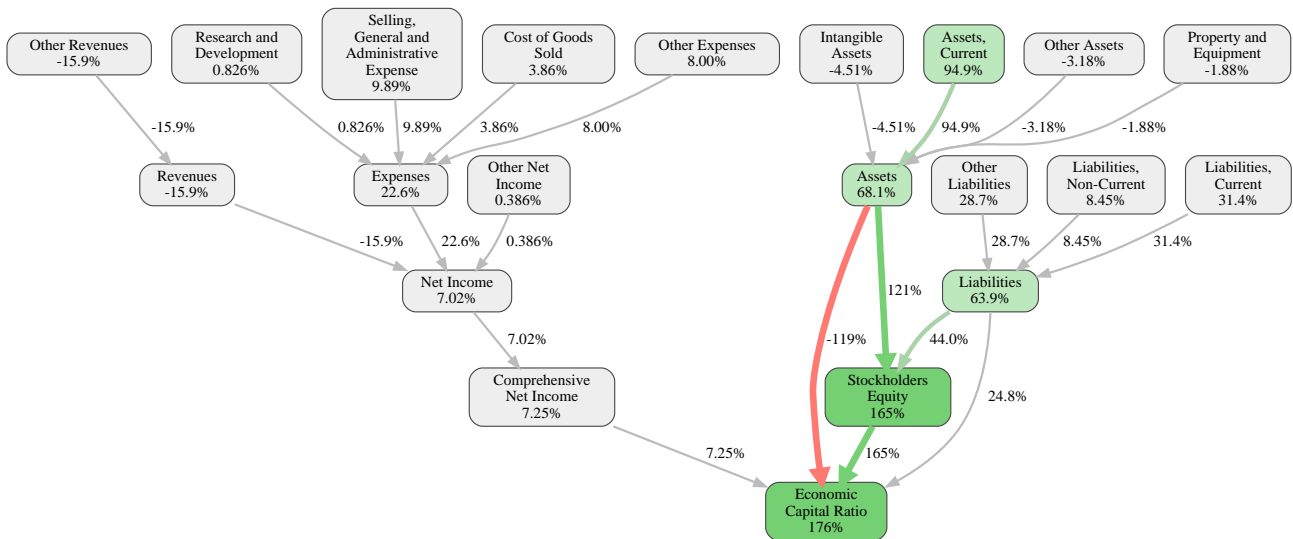 Other Revenues
-15.9%
Research and
Development
0.826%
Selling,
General and
Administrative
Expense
9.89%
Cost of Goods
Sold
3.86%
Other Expenses
8.00%
Intangible
Assets
-4.51%
Assets,
Current
94.9%
Other Assets
-3.18%
Property and
Equipment
-1.88%
-15.9%
0.826%
9.89%
3.86%
8.00%
-4.51%
94.9%
-3.18%
-1.88%
Revenues
-15.9%
Expenses
22.6%
Other Net
Income
0.386%
Assets
68.1%
Other
Liabilities
28.7%
Liabilities,
Non-Current
8.45%
Liabilities,
Current
31.4%
-15.9%
22.6%
0.386%
28.7%
8.45%
31.4%
Net Income
7.02%
121%
Liabilities
63.9%
7.02%
-119%
44.0%
Comprehensive
Net Income
7.25%
Stockholders
Equity
165%
24.8%
7.25%
165%
Economic
Capital Ratio
176%